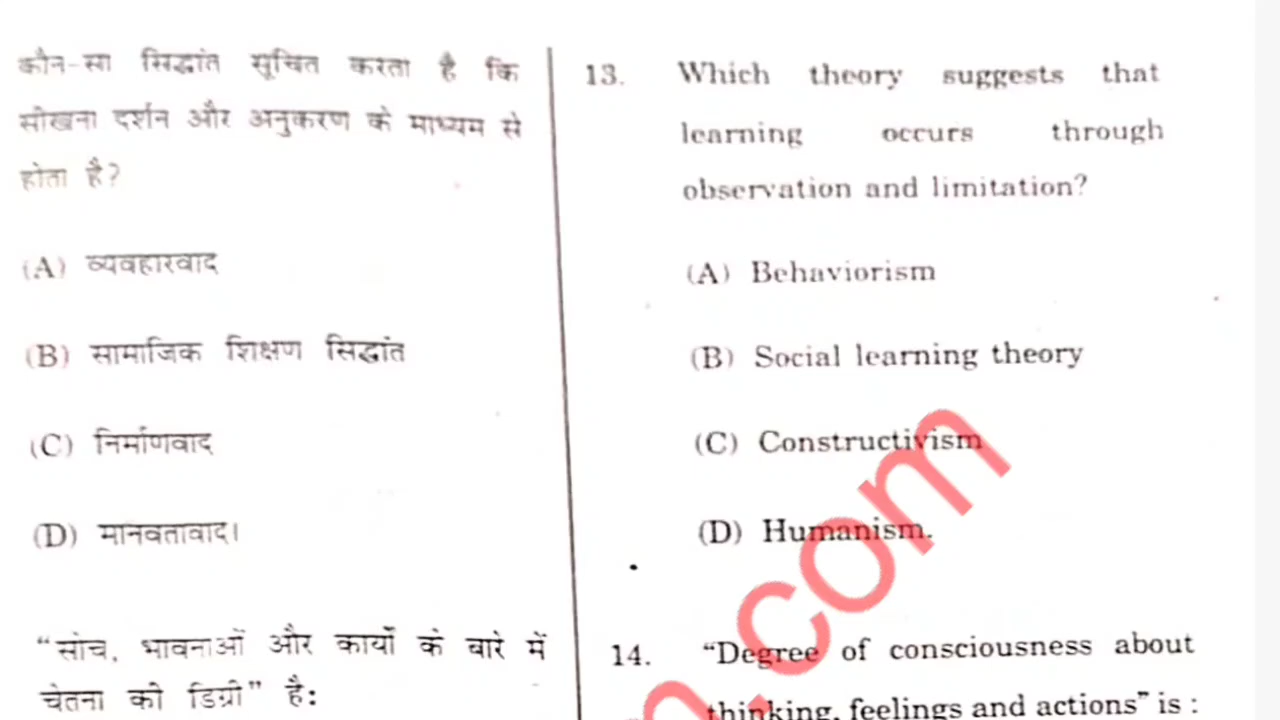 कौन-सा सिद्धांत सूचित करता है कि
सीखना दर्शन और अनुकरण के माध्यम से
होता है?
(A) व्यवहारवाद
(B) सामाजिक शिक्षण सिद्धांत
(C) निर्माणवाद
(D) मानवतावाद।
“सोच, भावनाओं और कार्यों के बारे में
चेतना की डिग्री” है:
13. Which theory suggests that
learning occurs through
observation and limitation?
(A) Behaviorism
(B) Social learning theory
(C) Constructivism
(D) Humanism.
14. “Degree of consciousness about
thinking, feelings and actions” is :
n.com